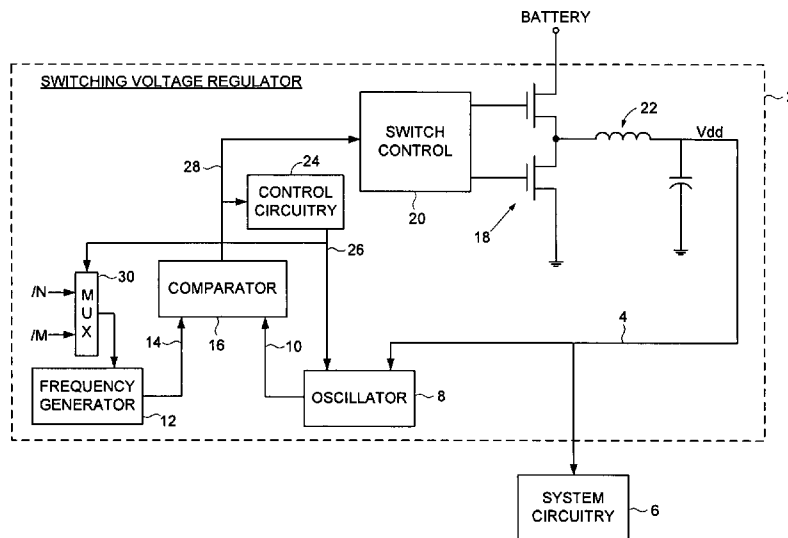 BATTERY
SWITCHING VOLTAGE REGULATOR
22
Vdd
SWITCH
CONTROL
20
18
28
24
CONTROL
CIRCUITRY
26
30
/N
/M
MUX
COMPARATOR
16
14
10
4
FREQUENCY
GENERATOR
12
OSCILLATOR
8
SYSTEM
CIRCUITRY
6